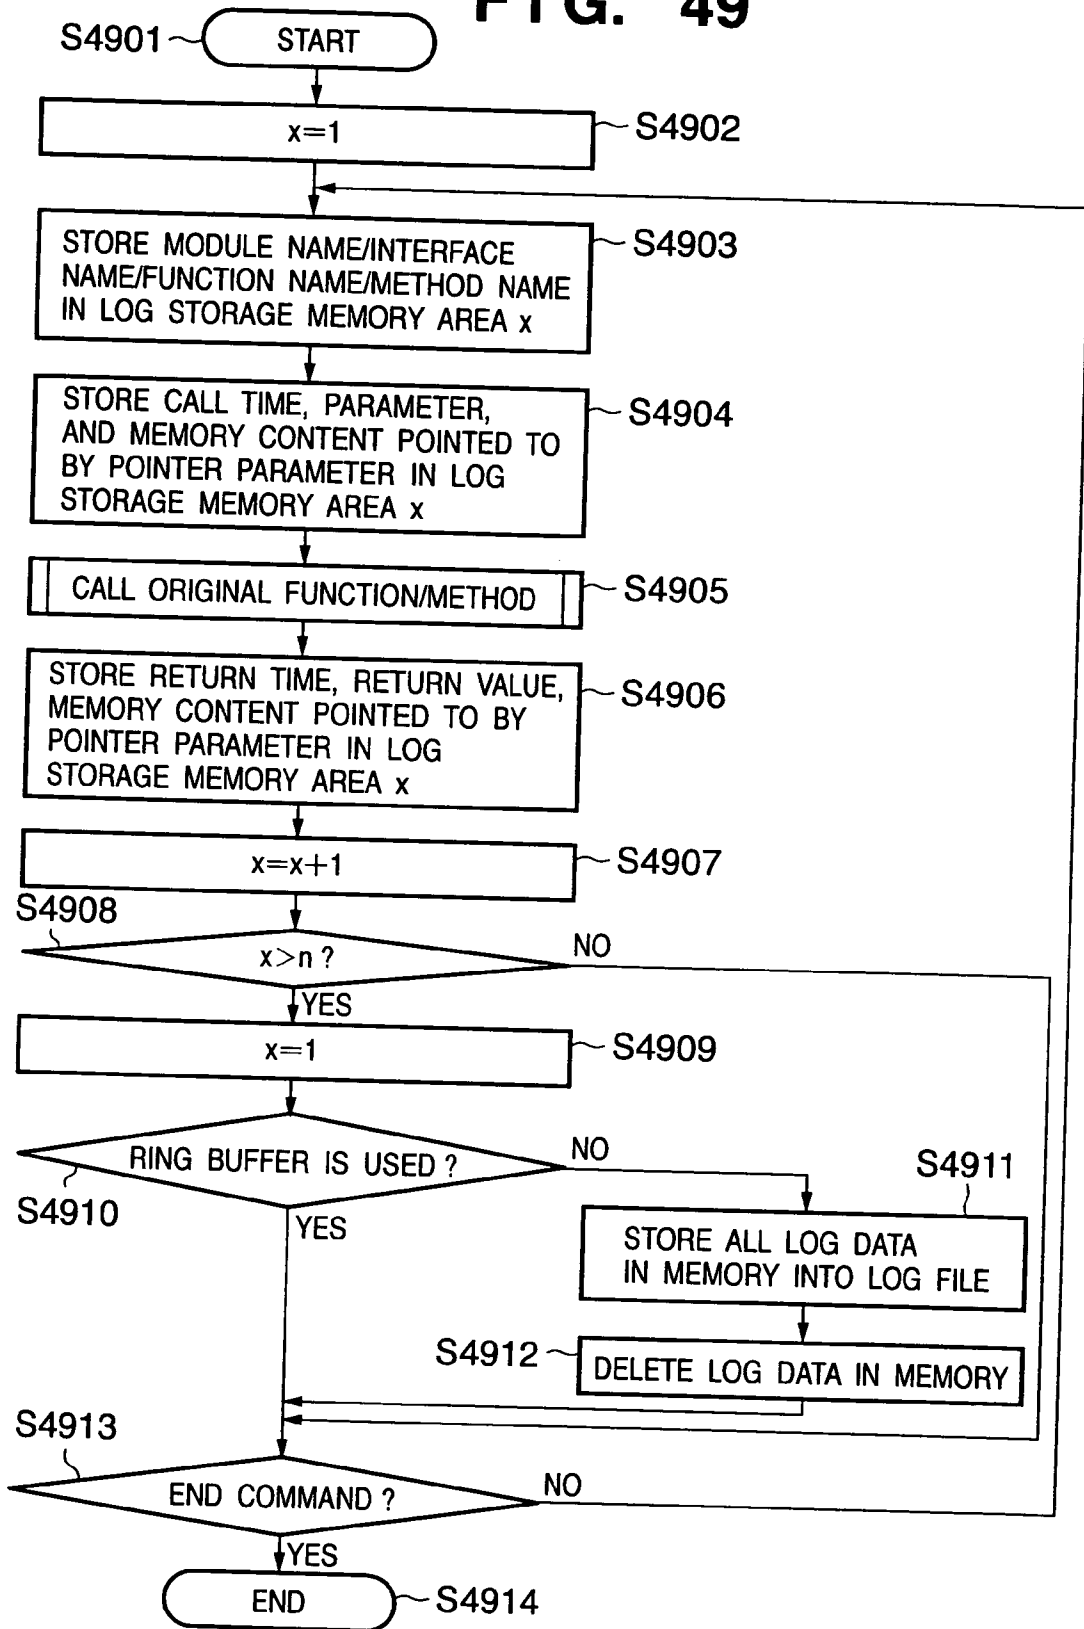 FIG. 49
S4901
START
x=1
S4902
STORE MODULE NAME/INTERFACE
NAME/FUNCTION NAME/METHOD NAME
IN LOG STORAGE MEMORY AREA x
S4903
STORE CALL TIME, PARAMETER,
AND MEMORY CONTENT POINTED TO
BY POINTER PARAMETER IN LOG
STORAGE MEMORY AREA x
S4904
CALL ORIGINAL FUNCTION/METHOD
S4905
STORE RETURN TIME, RETURN VALUE,
MEMORY CONTENT POINTED TO BY
POINTER PARAMETER IN LOG
STORAGE MEMORY AREA x
S4906
x=x+1
S4907
S4908
x>n ?
NO
YES
x=1
S4909
RING BUFFER IS USED ?
NO
S4910
YES
S4911
STORE ALL LOG DATA
IN MEMORY INTO LOG FILE
S4912
DELETE LOG DATA IN MEMORY
S4913
END COMMAND ?
NO
YES
END
S4914